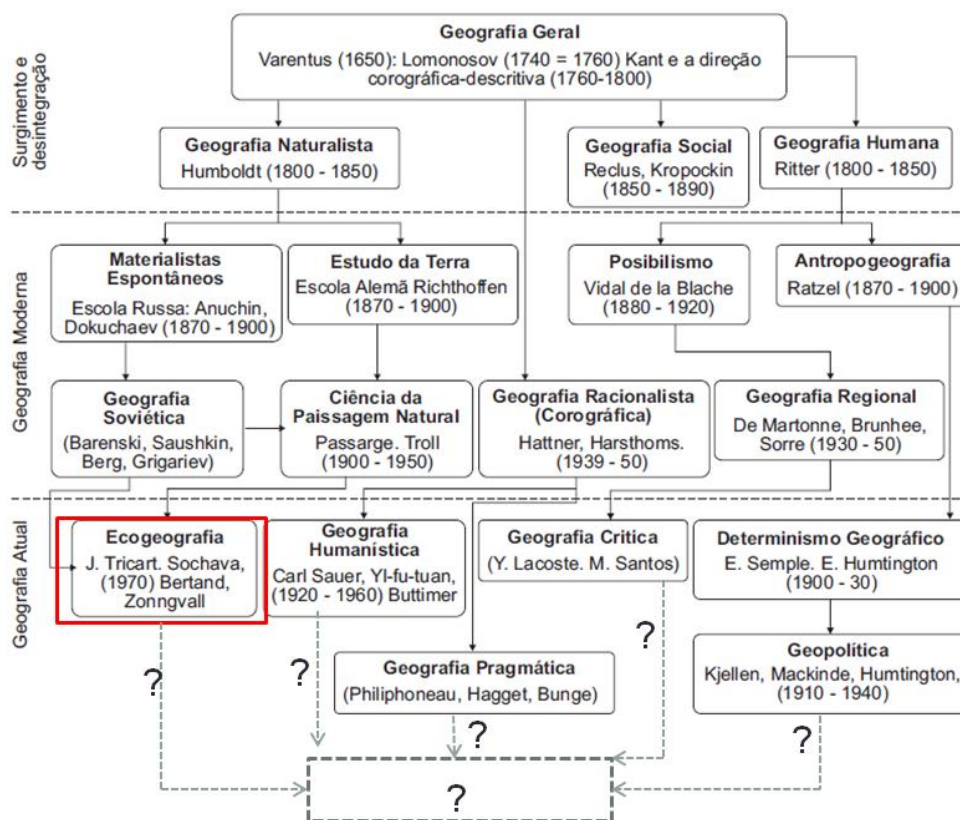 Surgimento e
desintegração
Geografia Geral
Varentus (1650): Lomonosov (1740 = 1760) Kant e a direção
corográfica-descritiva (1760-1800)
Geografia Naturalista
Humboldt (1800 - 1850)
Geografia Social
Reclus, Kropockin
(1850 - 1890)
Geografia Humana
Ritter (1800 - 1850)
Geografia Moderna
Materialistas
Espontâneos
Escola Russa: Anuchin,
Dokuchaev (1870 - 1900)
Estudo da Terra
Escola Alemã Richthoffen
(1870 - 1900)
Posibilismo
Vidal de la Blache
(1880 - 1920)
Antropogeografia
Ratzel (1870 - 1900)
Geografia
Soviética
(Barenski, Saushkin,
Berg, Grigariev)
Ciência da
Paissagem Natural
Passarge. Troll
(1900 - 1950)
Geografia Racionalista
(Corográfica)
Hattner, Harsthoms.
(1939 - 50)
Geografia Regional
De Martonne, Brunhee,
Sorre (1930 - 50)
Geografia Atual
Ecogeografia
J. Tricart. Sochava,
(1970) Bertand,
Zonngvall
Geografia
Humanística
Carl Sauer, YI-fu-tuan,
(1920 - 1960) Buttimer
Geografia Critica
(Y. Lacoste. M. Santos)
Determinismo Geográfico
E. Semple. E. Humtington
(1900 - 30)
Geografia Pragmática
(Philiphoneau, Hagget, Bunge)
Geopolítica
Kjellen, Mackinde, Humtington,
(1910 - 1940)
?
?
?
?
?
?